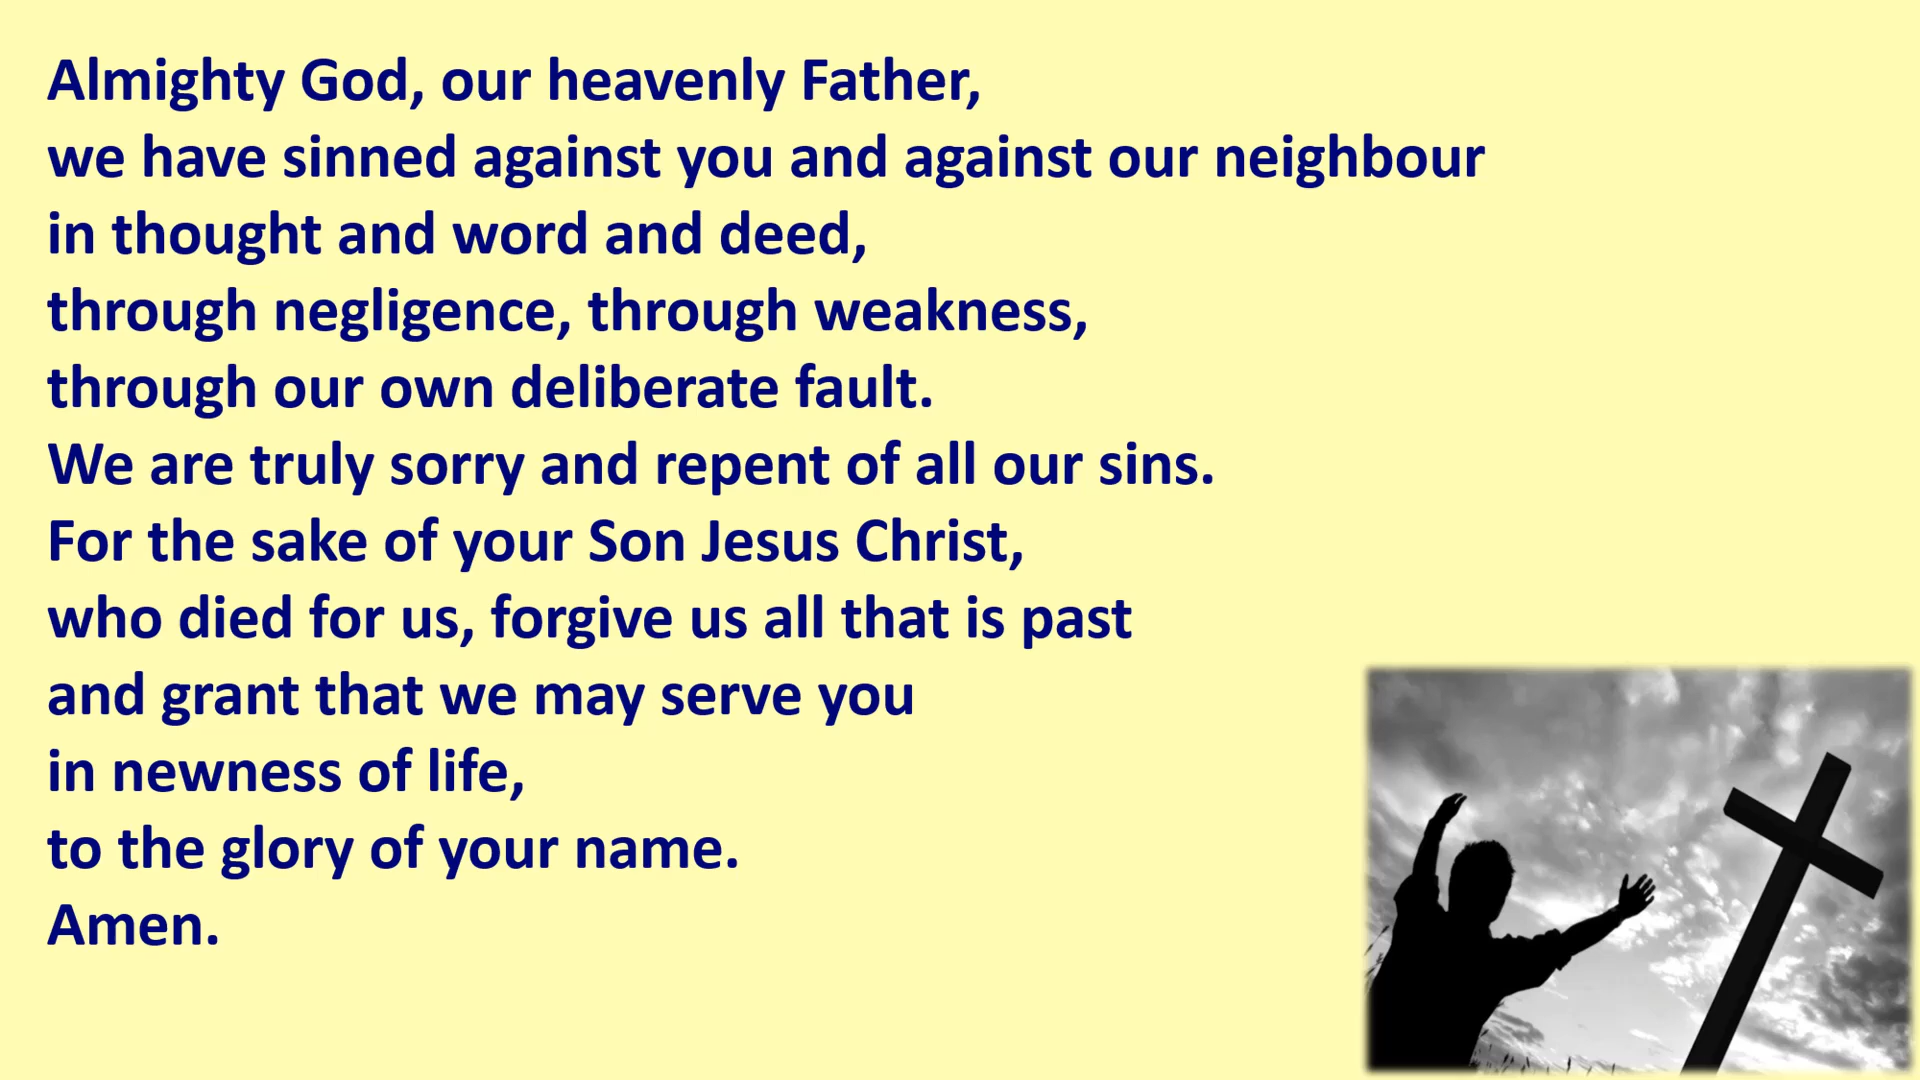 Almighty God, our heavenly Father,
we have sinned against you and against our neighbour
in thought and word and deed,
through negligence, through weakness,
through our own deliberate fault.
We are truly sorry and repent of all our sins.
For the sake of your Son Jesus Christ,
who died for us, forgive us all that is past
and grant that we may serve you
in newness of life,
to the glory of your name.
Amen.